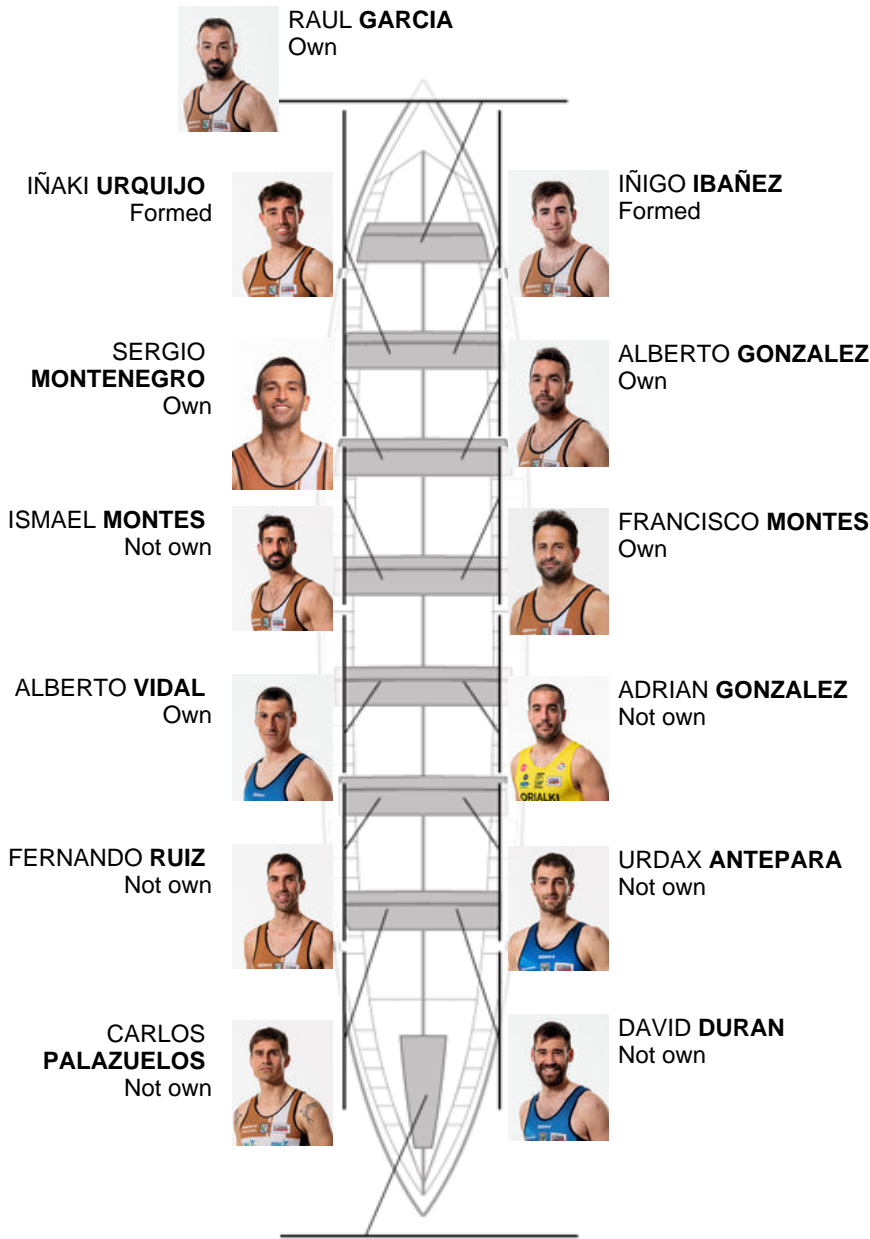 RAUL GARCIA
Own
IÑAKI URQUIJO
Formed
IÑIGO IBAÑEZ
Formed
SERGIO
MONTENEGRO
Own
ALBERTO GONZALEZ
Own
ISMAEL MONTES
Not own
FRANCISCO MONTES
Own
ALBERTO VIDAL
Own
ADRIAN GONZALEZ
Not own
ORIALKI
FERNANDO RUIZ
Not own
URDAX ANTEPARA
Not own
CARLOS
PALAZUELOS
Not own
DAVID DURAN
Not own